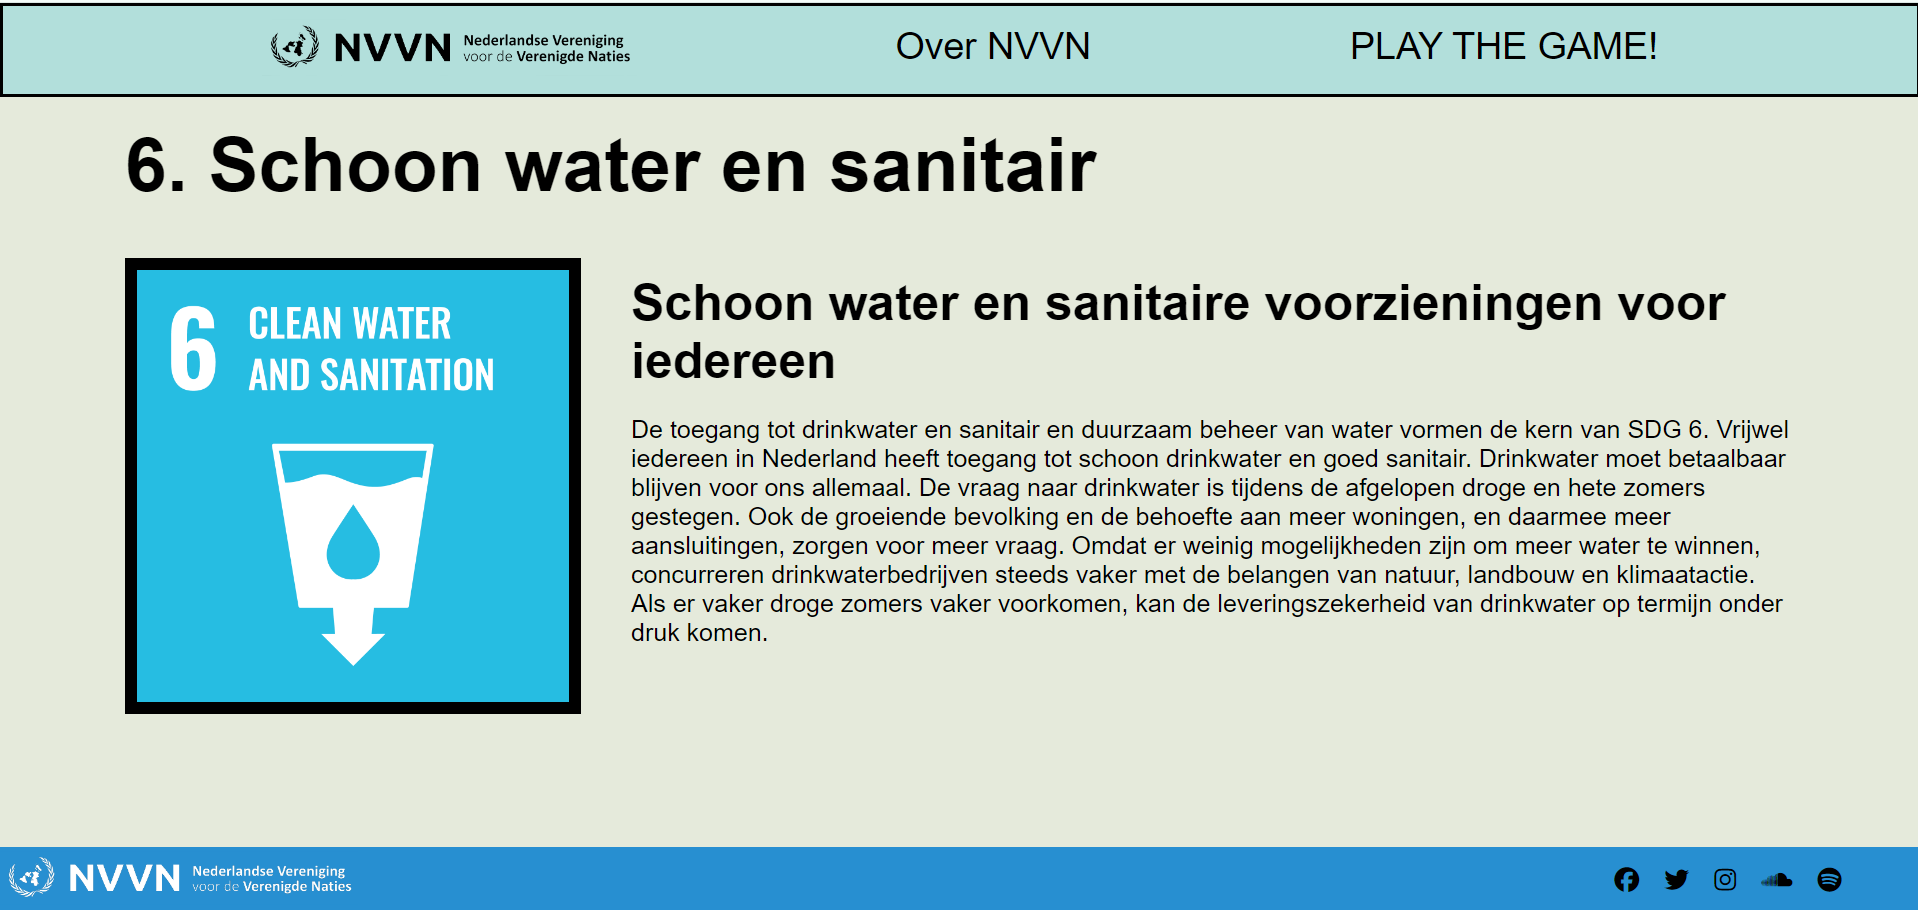 NVVN Nederlandse Vereniging
voor de Verenigde Naties
Over NVVN
PLAY THE GAME!
6. Schoon water en sanitair
6 CLEAN WATER
AND SANITATION
Schoon water en sanitaire voorzieningen voor
iedereen
De toegang tot drinkwater en sanitair en duurzaam beheer van water vormen de kern van SDG 6. Vrijwel
iedereen in Nederland heeft toegang tot schoon drinkwater en goed sanitair. Drinkwater moet betaalbaar
blijven voor ons allemaal. De vraag naar drinkwater is tijdens de afgelopen droge en hete zomers
gestegen. Ook de groeiende bevolking en de behoefte aan meer woningen, en daarmee meer
aansluitingen, zorgen voor meer vraag. Omdat er weinig mogelijkheden zijn om meer water te winnen,
concurreren drinkwaterbedrijven steeds vaker met de belangen van natuur, landbouw en klimaatactie.
Als er vaker droge zomers vaker voorkomen, kan de leveringszekerheid van drinkwater op termijn onder
druk komen.
NVVN Nederlandse Vereniging
voor de Verenigde Naties